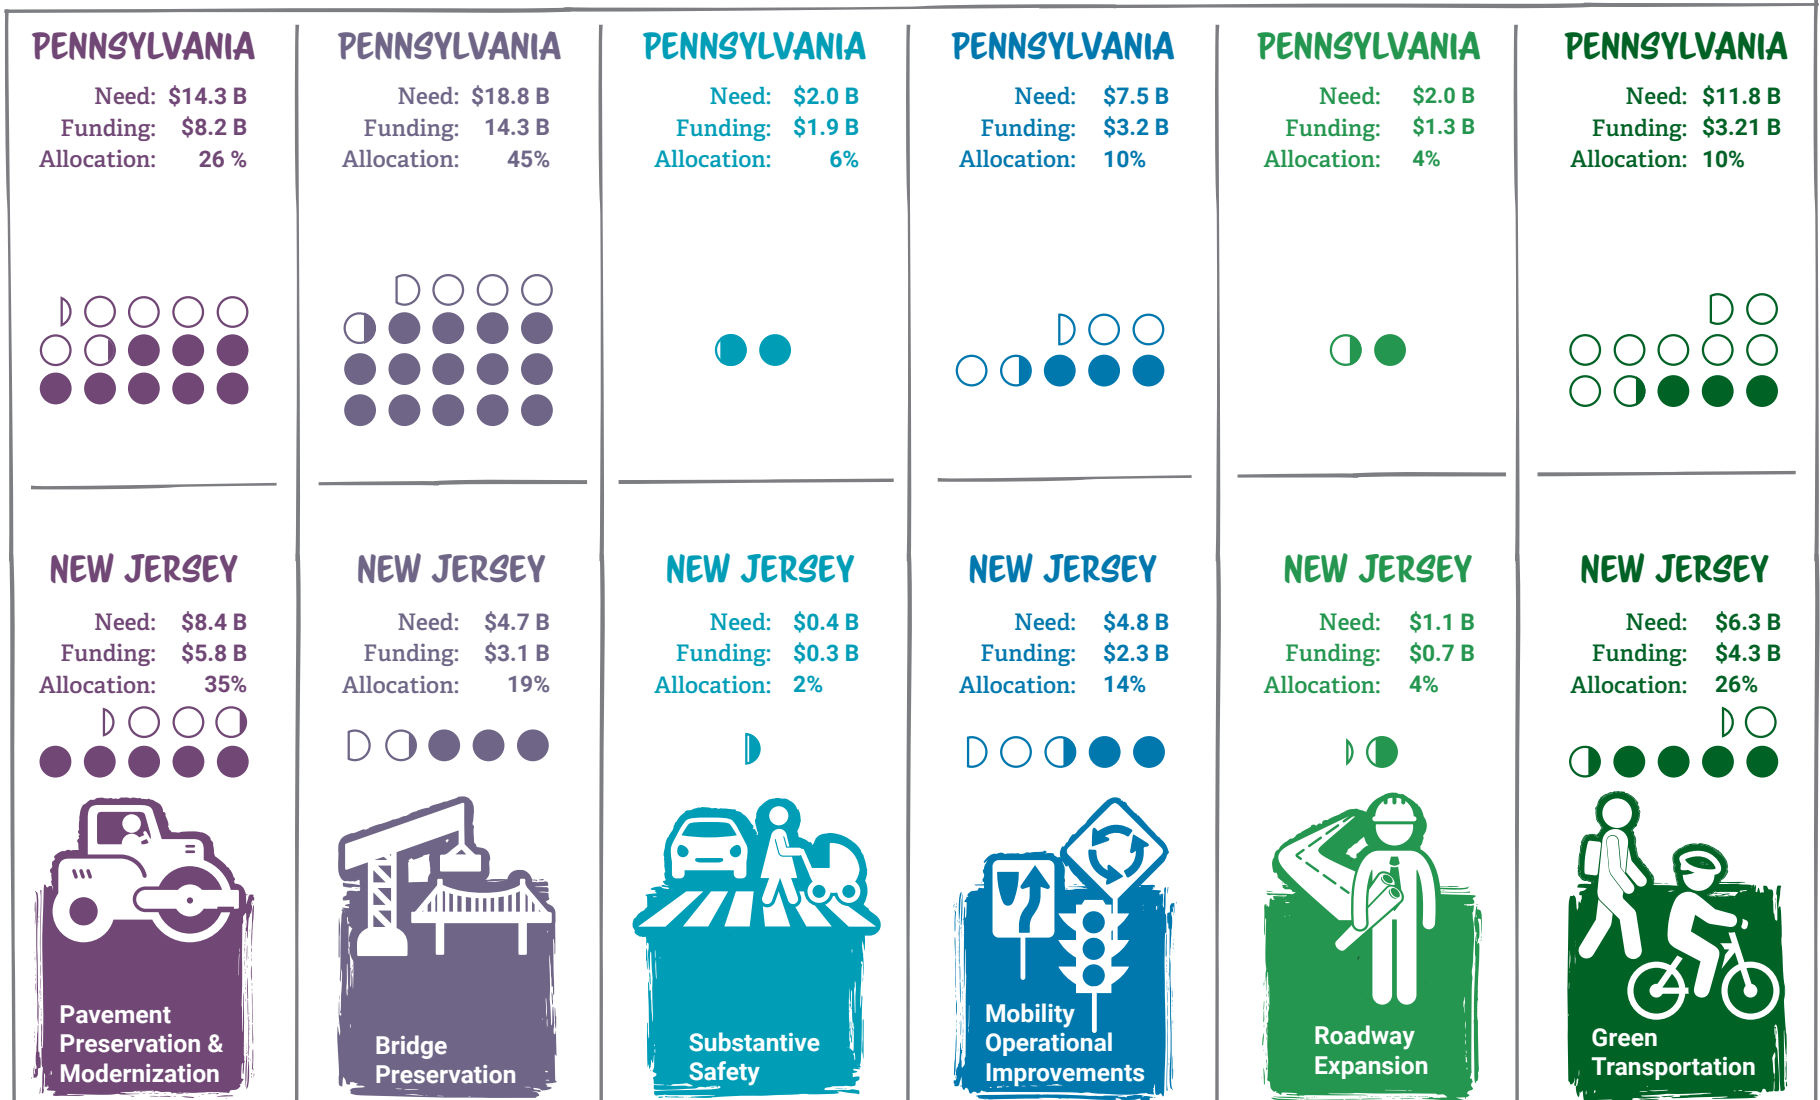 PENNSYLVANIA
Need: $14.3 B
Funding: $8.2 B
Allocation: 26 %
PENNSYLVANIA
Need: $18.8 B
Funding: 14.3 B
Allocation: 45%
PENNSYLVANIA
Need: $2.0 B
Funding: $1.9 B
Allocation: 6%
PENNSYLVANIA
Need: $7.5 B
Funding: $3.2 B
Allocation: 10%
PENNSYLVANIA
Need: $2.0 B
Funding: $1.3 B
Allocation: 4%
PENNSYLVANIA
Need: $11.8 B
Funding: $3.21 B
Allocation: 10%
NEW JERSEY
Need: $8.4 B
Funding: $5.8 B
Allocation: 35%
NEW JERSEY
Need: $4.7 B
Funding: $3.1 B
Allocation: 19%
NEW JERSEY
Need: $0.4 B
Funding: $0.3 B
Allocation: 2%
NEW JERSEY
Need: $4.8 B
Funding: $2.3 B
Allocation: 14%
NEW JERSEY
Need: $1.1 B
Funding: $0.7 B
Allocation: 4%
NEW JERSEY
Need: $6.3 B
Funding: $4.3 B
Allocation: 26%
Pavement
Preservation &
Modernization
Bridge
Preservation
Substantive
Safety
Mobility
Operational
Improvements
Roadway
Expansion
Green
Transportation